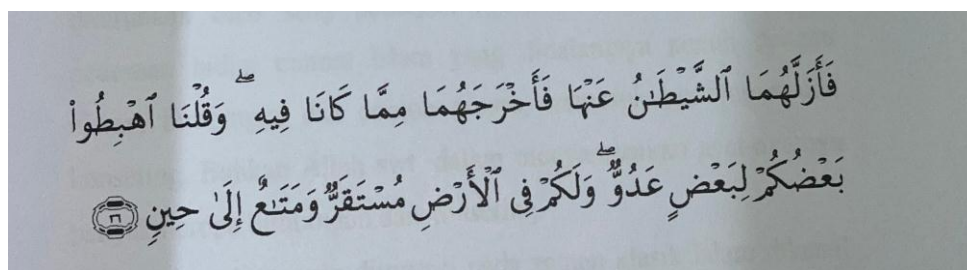 فَأَزَلَّهُمَا ٱلشَّيْطَـٰنُ عَنْهَا فَأَخْرَجَهُمَا مِمَّا كَانَا فِيهِ ۖ وَقُلْنَا ٱهْبِطُوا۟
بَعْضُكُمْ لِبَعْضٍ عَدُوٌّ ۖ وَلَكُمْ فِى ٱلْأَرْضِ مُسْتَقَرٌّ وَمَتَـٰعٌ إِلَىٰ حِينٍ ۝٣٦